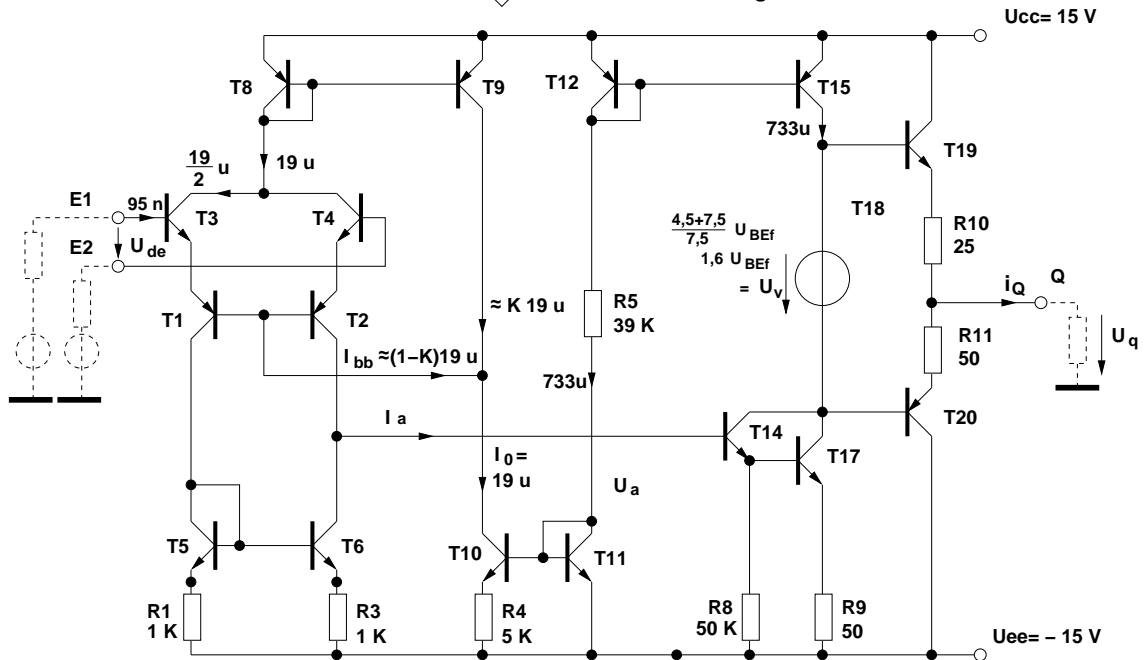 Ucc= 15 V
T8
T9
T12
T15
733u
T19
19/2 u
19 u
E1
95 n
T3
T4
T18
E2
U de
4,5+7,5/7,5 U BEf
1,6 U BEf
= U v
R10
25
i Q
Q
R5
39 K
≈ K 19 u
T1
T2
I bb ≈(1−K)19 u
R11
50
U q
733u
I a
T14
T20
T17
I 0 =
19 u
U a
T5
T6
T10
T11
R1
1 K
R3
1 K
R4
5 K
R8
50 K
R9
50
Uee= − 15 V